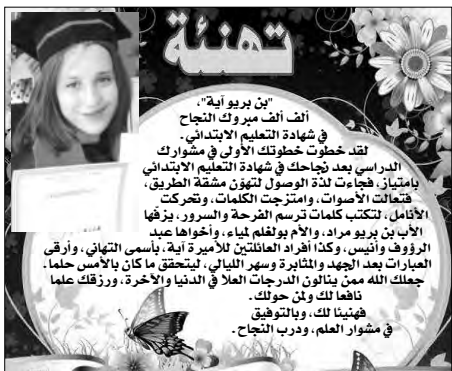 تهنئة
"بن بريو آية"،
ألف ألف مبروك النجاح
في شهادة التعليم الابتدائي.
لقد خطوت خطوتك الأولى في مشوارك
الدراسي بعد نجاحك في شهادة التعليم الابتدائي
بامتياز، فجاءت لذة الوصول لتهون مشقة الطريق،
فتعالت الأصوات، وامتزجت الكلمات، وتحركت
الأنامل، لتكتب كلمات ترسم الفرحة والسرور، يزفها
الأب بن بريو مراد، والأم بولغلم لمياء، وأخواها عبد
الرؤوف وأنيس، وكذا أفراد العائلتين للأميرة آية، بأسمى التهاني، وأرقى
العبارات بعد الجهد والمثابرة وسهر الليالي، ليتحقق ما كان بالأمس حلما.
جعلك الله ممن ينالون الدرجات العلا في الدنيا والآخرة، ورزقك علما
نافعا لك ولمن حولك.
فهنيئا لك، وبالتوفيق
في مشوار العلم، ودرب النجاح.